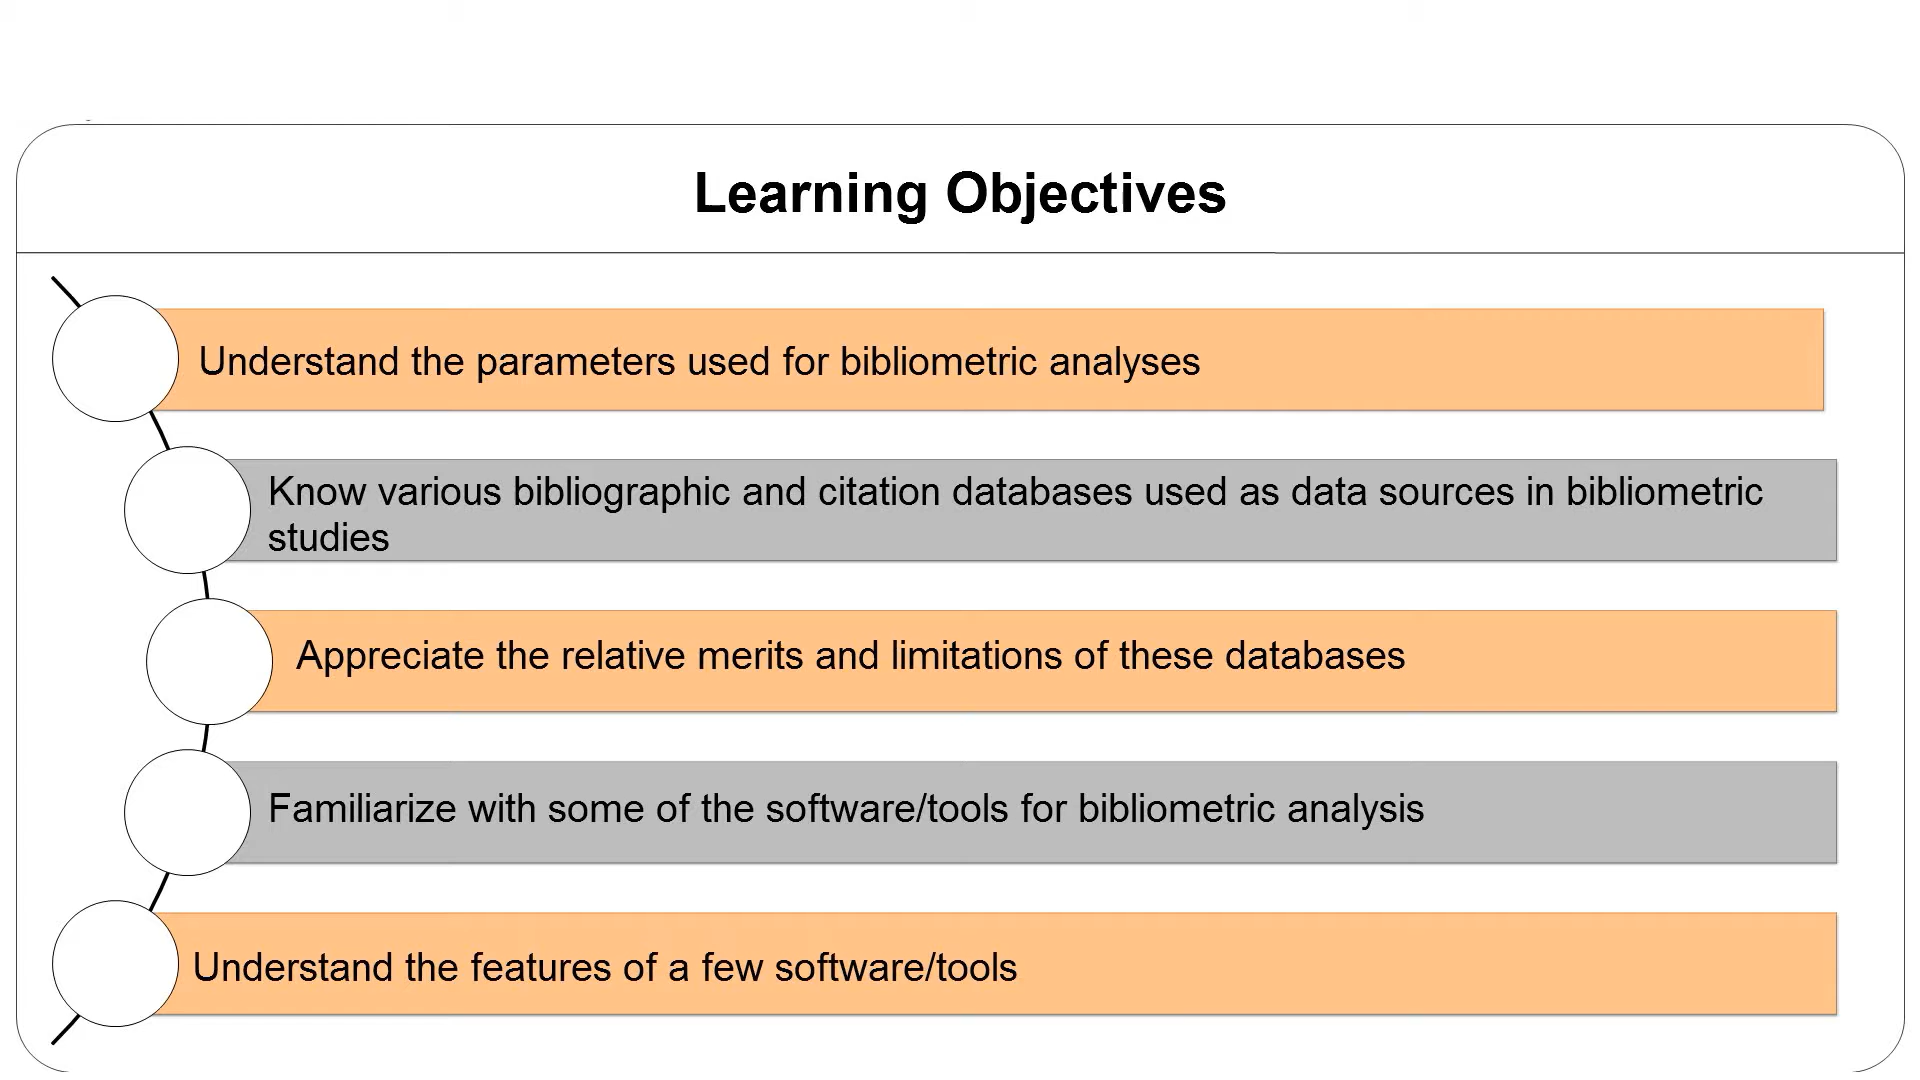 Learning Objectives
Understand the parameters used for bibliometric analyses
Know various bibliographic and citation databases used as data sources in bibliometric
studies
Appreciate the relative merits and limitations of these databases
Familiarize with some of the software/tools for bibliometric analysis
Understand the features of a few software/tools